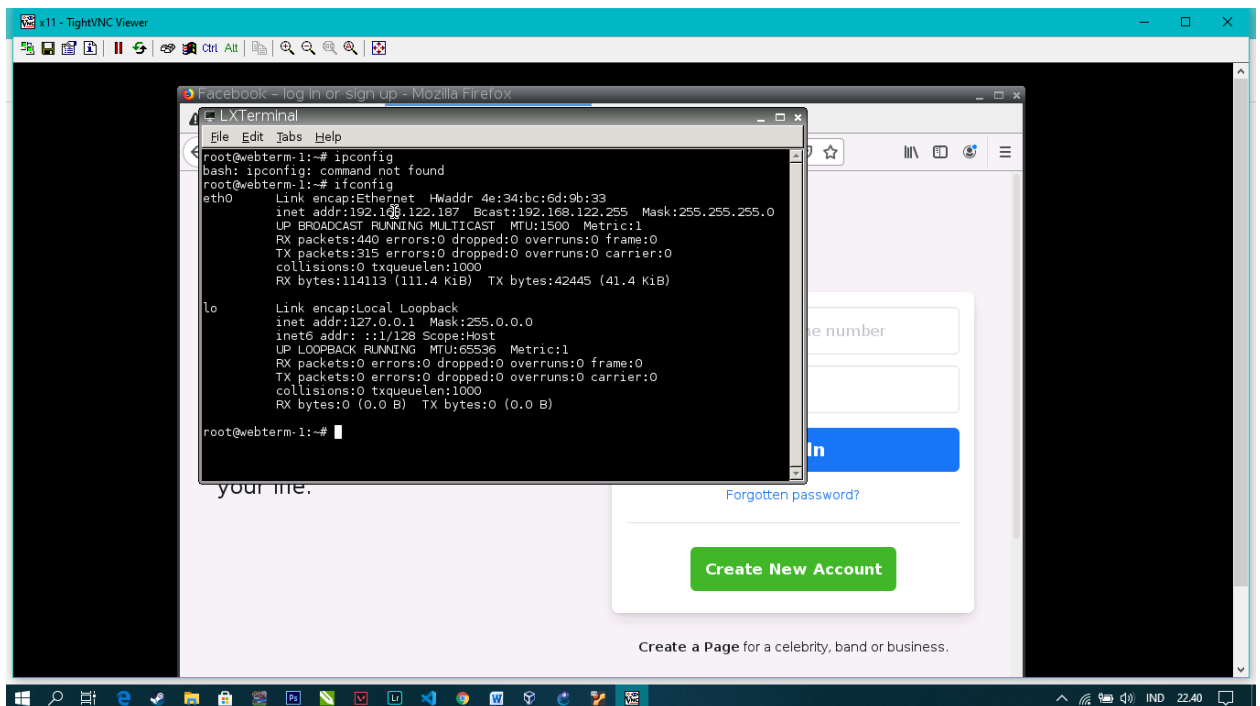 x11 - TightVNC Viewer
Ctrl Alt
Facebook – log in or sign up - Mozilla Firefox
LXTerminal
File Edit Tabs Help
root@webterm-1:~# ipconfig
bash: ipconfig: command not found
root@webterm-1:~# ifconfig
eth0 Link encap:Ethernet HWaddr 4e:34:bc:6d:9b:33
inet addr:192.168.122.187 Bcast:192.168.122.255 Mask:255.255.255.0
UP BROADCAST RUNNING MULTICAST MTU:1500 Metric:1
RX packets:440 errors:0 dropped:0 overruns:0 frame:0
TX packets:315 errors:0 dropped:0 overruns:0 carrier:0
collisions:0 txqueuelen:1000
RX bytes:114113 (111.4 KiB) TX bytes:42445 (41.4 KiB)
lo Link encap:Local Loopback
inet addr:127.0.0.1 Mask:255.0.0.0
inet6 addr: ::1/128 Scope:Host
UP LOOPBACK RUNNING MTU:65536 Metric:1
RX packets:0 errors:0 dropped:0 overruns:0 frame:0
TX packets:0 errors:0 dropped:0 overruns:0 carrier:0
collisions:0 txqueuelen:1000
RX bytes:0 (0.0 B) TX bytes:0 (0.0 B)
root@webterm-1:~#
number
In
your
Forgotten password?
Create New Account
Create a Page for a celebrity, band or business.
Ps
Lr
IND 22.40